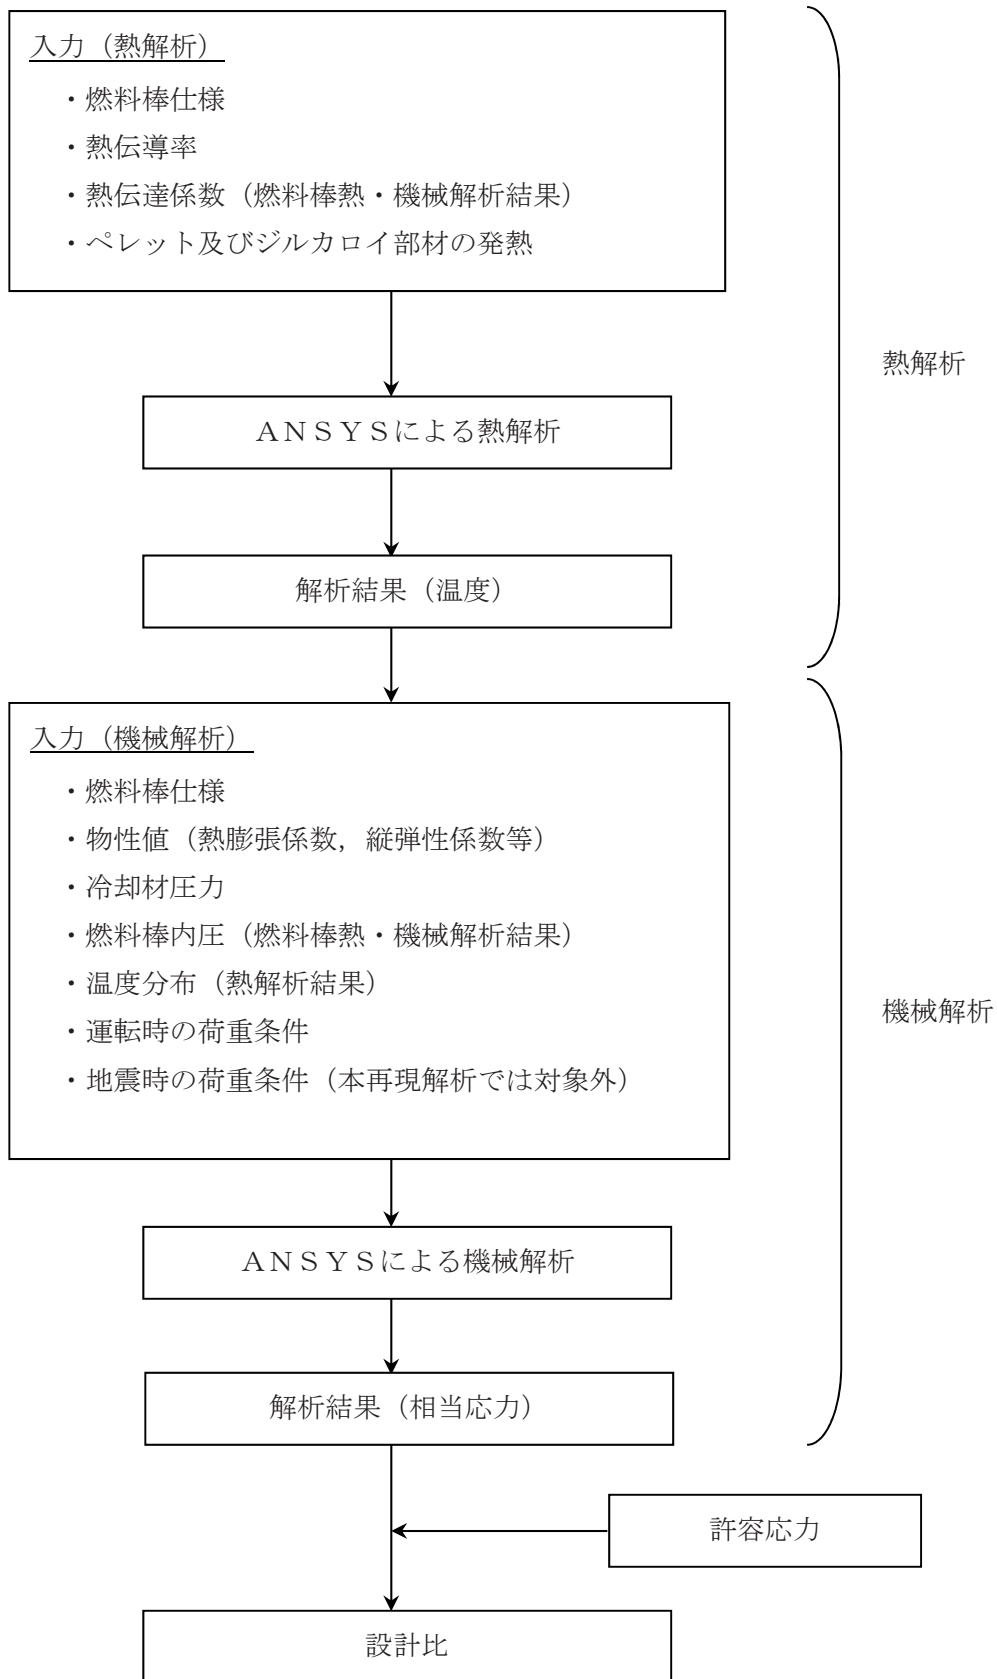 入力（熱解析）
・燃料棒仕様
・熱伝導率
・熱伝達係数（燃料棒熱・機械解析結果）
・ペレット及びジルカロイ部材の発熱
熱解析
ＡＮＳＹＳによる熱解析
解析結果（温度）
入力（機械解析）
・燃料棒仕様
・物性値（熱膨張係数，縦弾性係数等）
・冷却材圧力
・燃料棒内圧（燃料棒熱・機械解析結果）
・温度分布（熱解析結果）
・運転時の荷重条件
・地震時の荷重条件（本再現解析では対象外）
機械解析
ＡＮＳＹＳによる機械解析
解析結果（相当応力）
許容応力
設計比